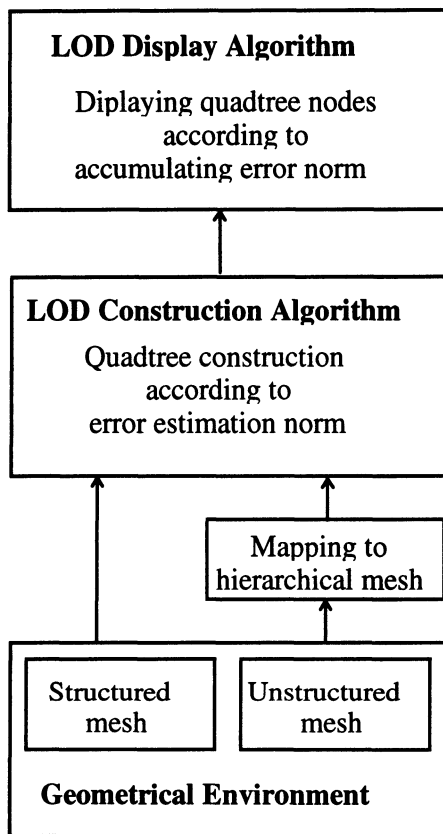 LOD Display Algorithm
Diplaying quadtree nodes
according to
accumulating error norm
LOD Construction Algorithm
Quadtree construction
according to
error estimation norm
Mapping to
hierarchical mesh
Structured
mesh
Unstructured
mesh
Geometrical Environment